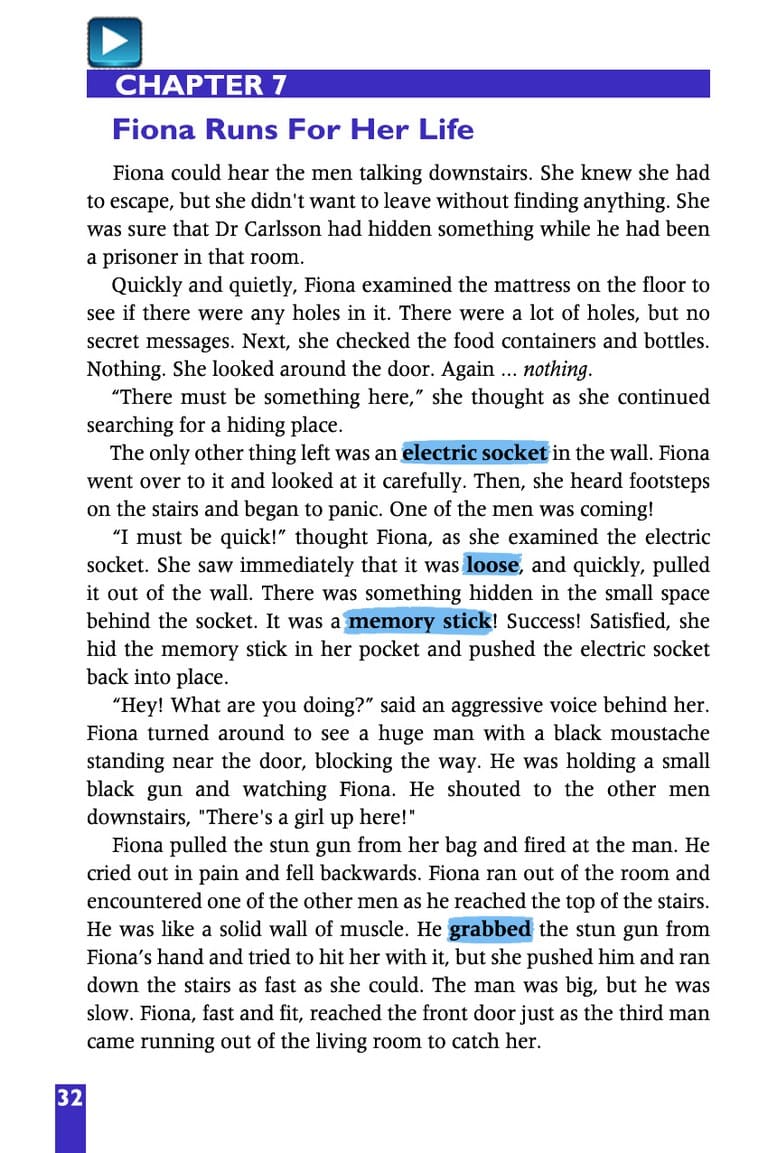 CHAPTER 7
Fiona Runs For Her Life
Fiona could hear the men talking downstairs. She knew she had
to escape, but she didn't want to leave without finding anything. She
was sure that Dr Carlsson had hidden something while he had been
a prisoner in that room.
Quickly and quietly, Fiona examined the mattress on the floor to
see if there were any holes in it. There were a lot of holes, but no
secret messages. Next, she checked the food containers and bottles.
Nothing. She looked around the door. Again ... nothing.
“There must be something here,” she thought as she continued
searching for a hiding place.
The only other thing left was an electric socket in the wall. Fiona
went over to it and looked at it carefully. Then, she heard footsteps
on the stairs and began to panic. One of the men was coming!
“I must be quick!” thought Fiona, as she examined the electric
socket. She saw immediately that it was loose, and quickly, pulled
it out of the wall. There was something hidden in the small space
behind the socket. It was a memory stick! Success! Satisfied, she
hid the memory stick in her pocket and pushed the electric socket
back into place.
“Hey! What are you doing?” said an aggressive voice behind her.
Fiona turned around to see a huge man with a black moustache
standing near the door, blocking the way. He was holding a small
black gun and watching Fiona. He shouted to the other men
downstairs, "There's a girl up here!"
Fiona pulled the stun gun from her bag and fired at the man. He
cried out in pain and fell backwards. Fiona ran out of the room and
encountered one of the other men as he reached the top of the stairs.
He was like a solid wall of muscle. He grabbed the stun gun from
Fiona’s hand and tried to hit her with it, but she pushed him and ran
down the stairs as fast as she could. The man was big, but he was
slow. Fiona, fast and fit, reached the front door just as the third man
came running out of the living room to catch her.
32